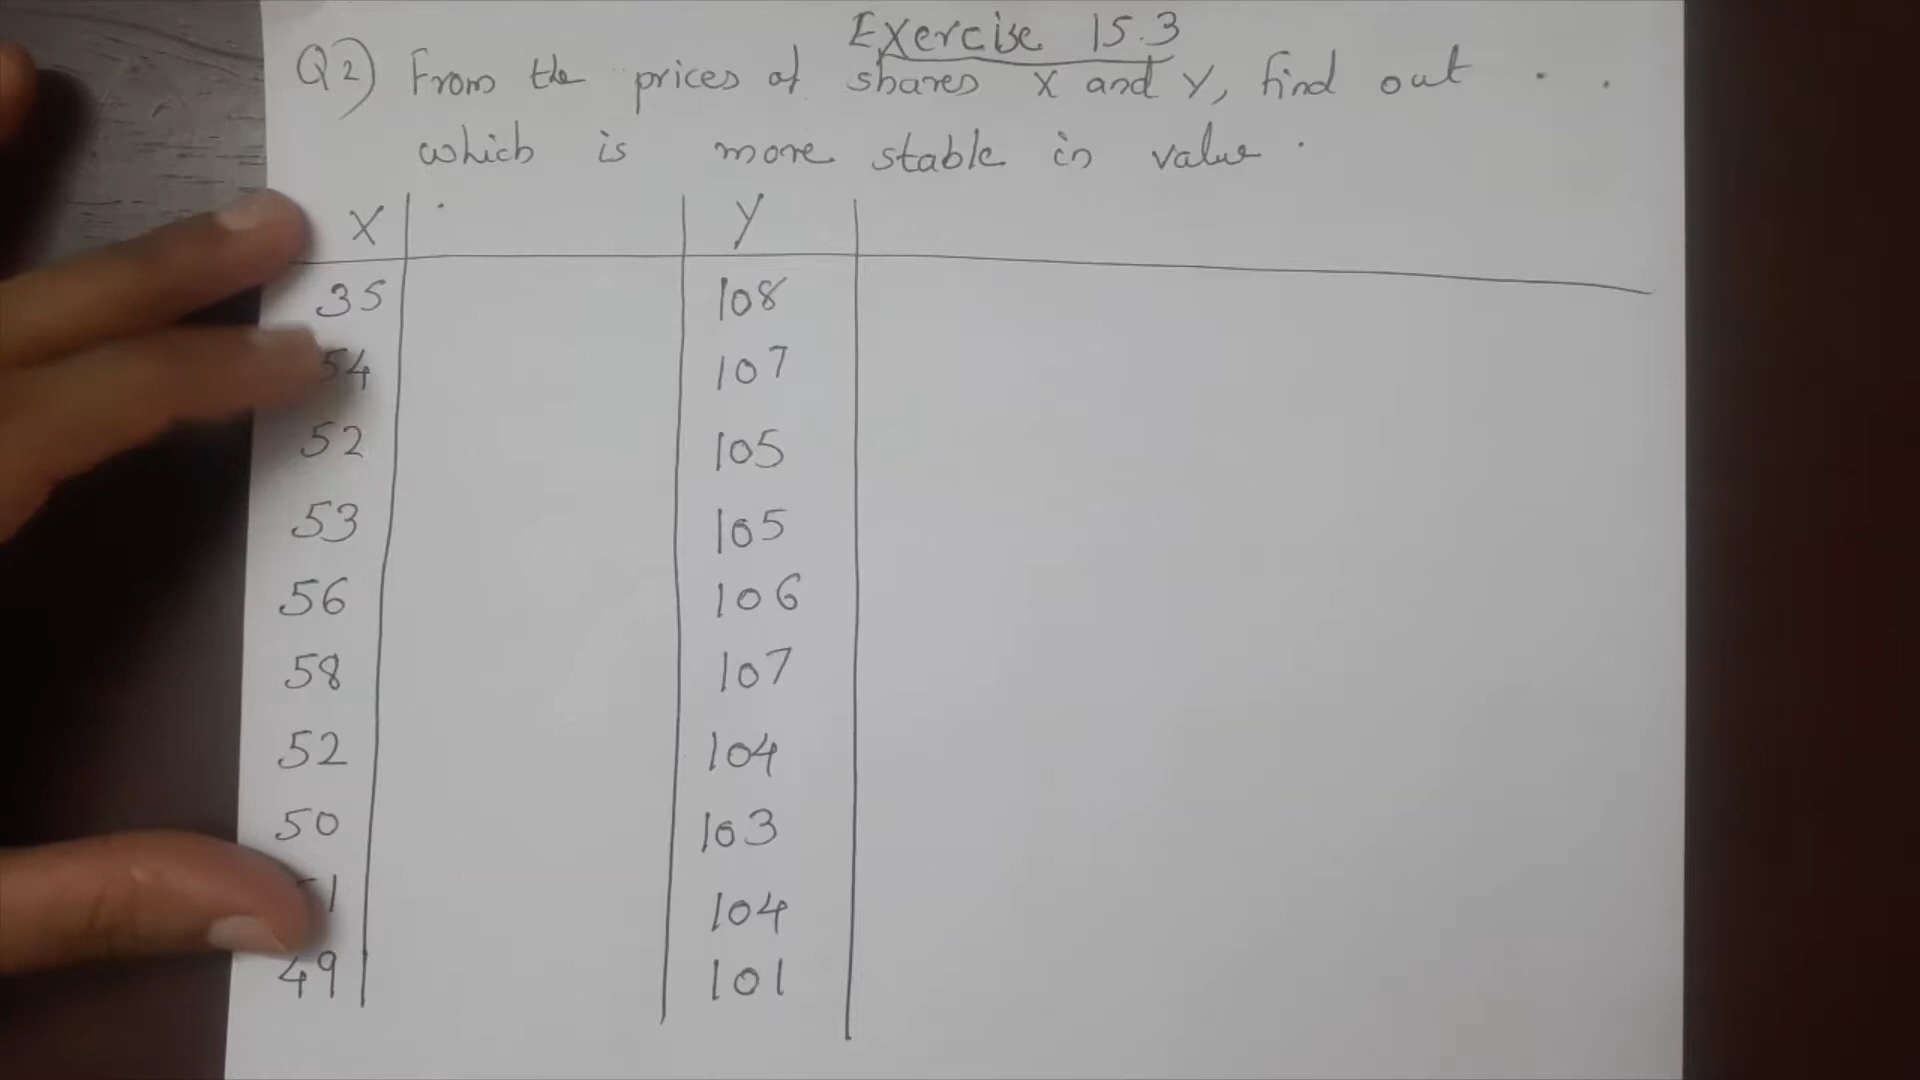 Exercise 15.3
Q2) From the prices of shares X and Y, find out
which is more stable in value.
X Y
35 108
54 107
52 105
53 105
56 106
58 107
52 104
50 103
104
49 101